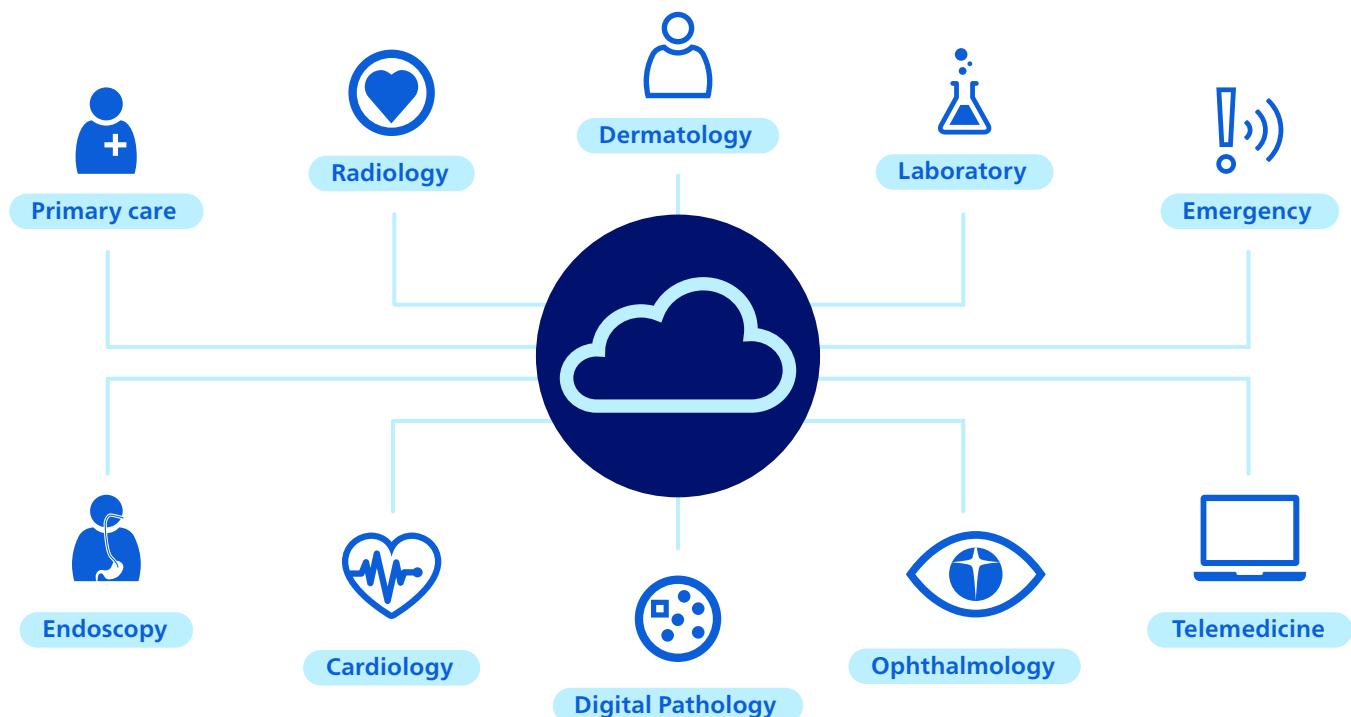 Dermatology
Radiology
Laboratory
Primary care
Emergency
Endoscopy
Telemedicine
Cardiology
Ophthalmology
Digital Pathology